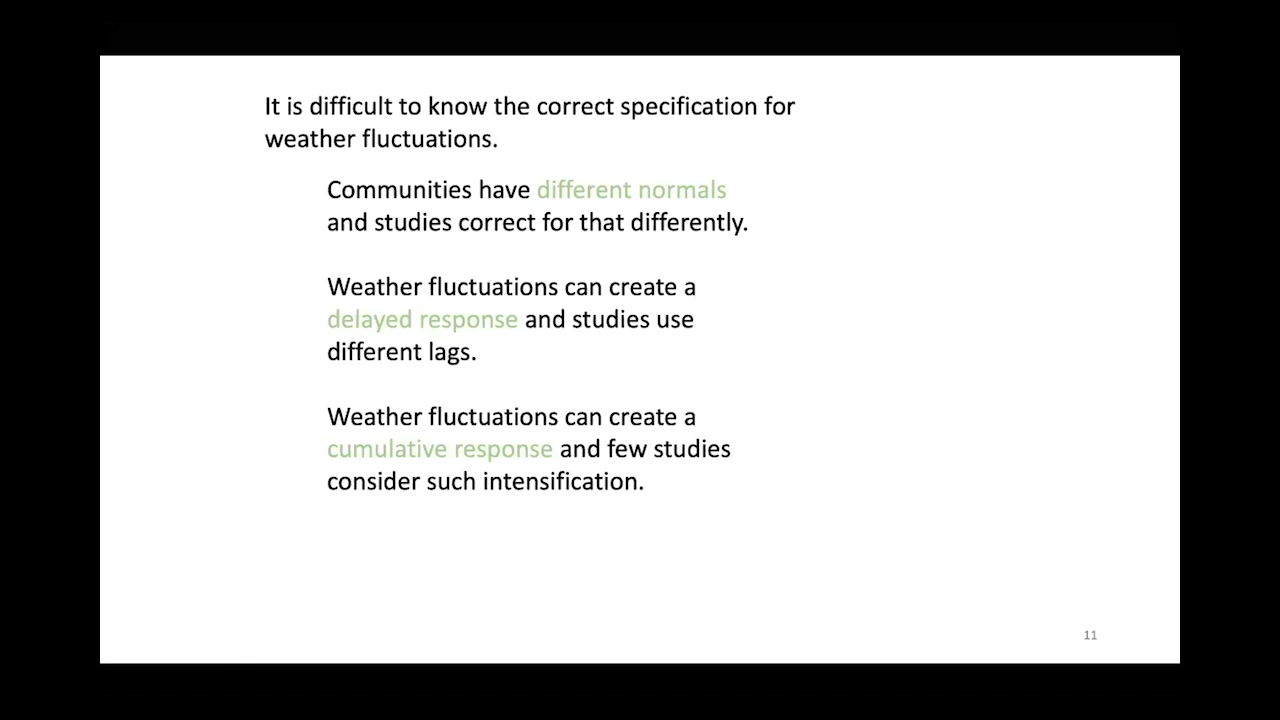 It is difficult to know the correct specification for
weather fluctuations.
Communities have different normals
and studies correct for that differently.
Weather fluctuations can create a
delayed response and studies use
different lags.
Weather fluctuations can create a
cumulative response and few studies
consider such intensification.
11